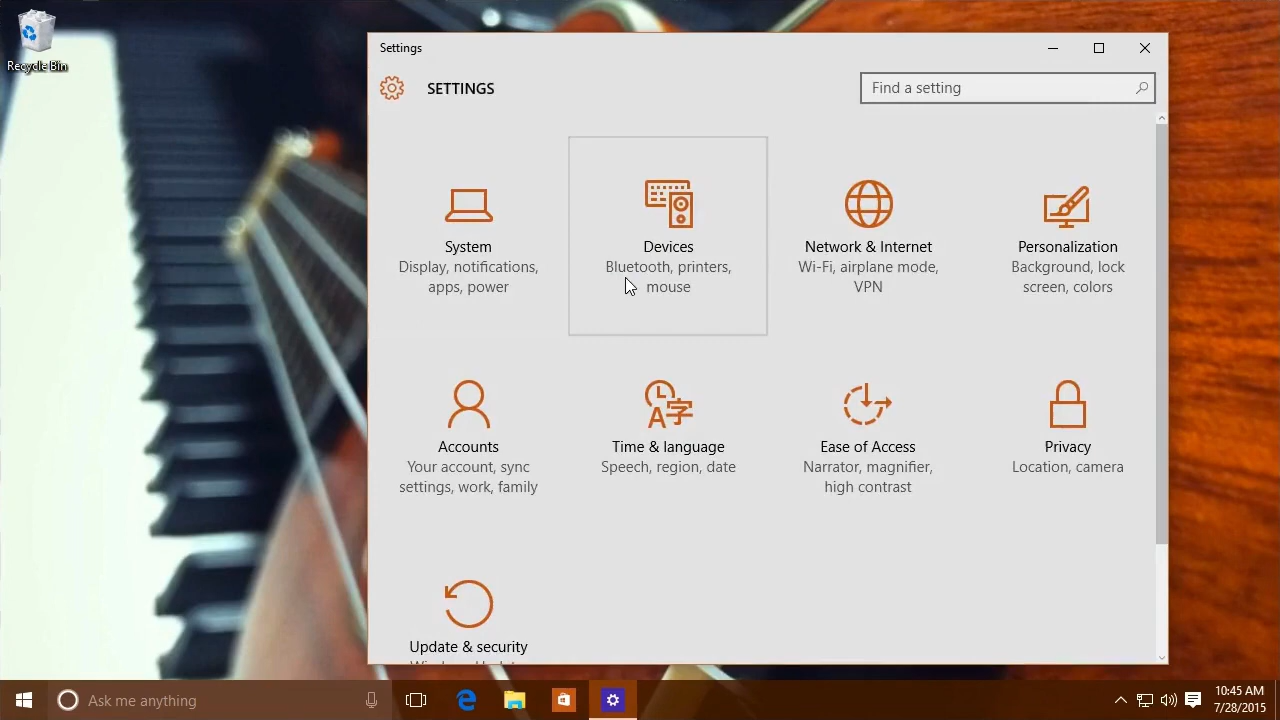 Recycle Bin
Settings
SETTINGS
Find a setting
System
Display, notifications,
apps, power
Devices
Bluetooth, printers,
mouse
Network & Internet
Wi-Fi, airplane mode,
VPN
Personalization
Background, lock
screen, colors
Accounts
Your account, sync
settings, work, family
Time & language
Speech, region, date
Ease of Access
Narrator, magnifier,
high contrast
Privacy
Location, camera
Update & security
Ask me anything
10:45 AM
7/28/2015